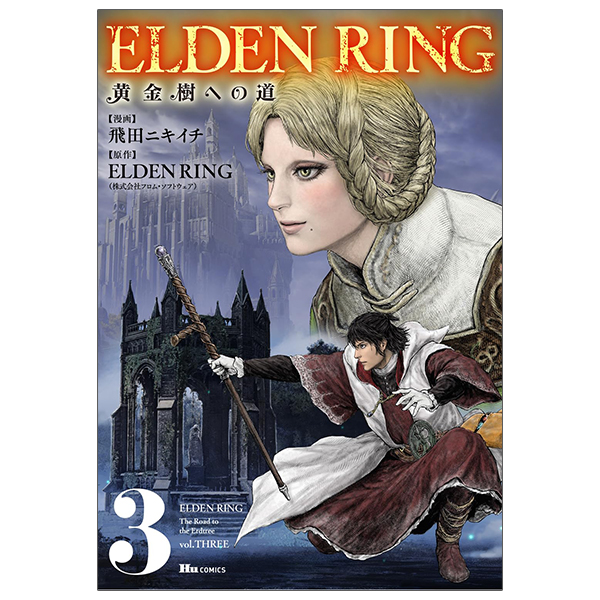 ELDEN RING
黄金樹への道
【漫画】
飛田ニキイチ
【原作】
ELDEN RING
(株式会社フロム・ソフトウェア)
3
ELDEN RING
The Road to
the Erdtree
vol.THREE
Hu COMICS